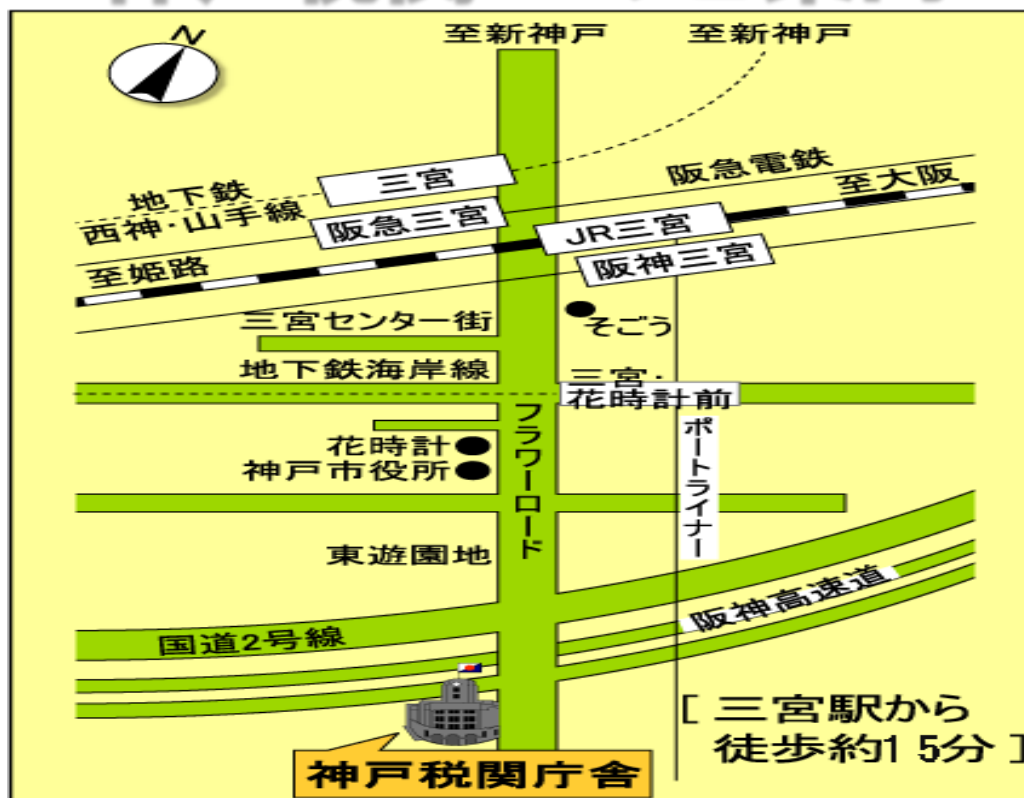 N
至新神戸
至新神戸
三宮
地下鉄
西神・山手線
阪急電鉄
至大阪
阪急三宮
JR三宮
阪神三宮
至姫路
三宮センター街
そごう
地下鉄海岸線
三宮・
花時計前
フラワーロード
ポートライナー
花時計
神戸市役所
東遊園地
国道2号線
阪神高速道
[ 三宮駅から
徒歩約15分 ]
神戸税関庁舎